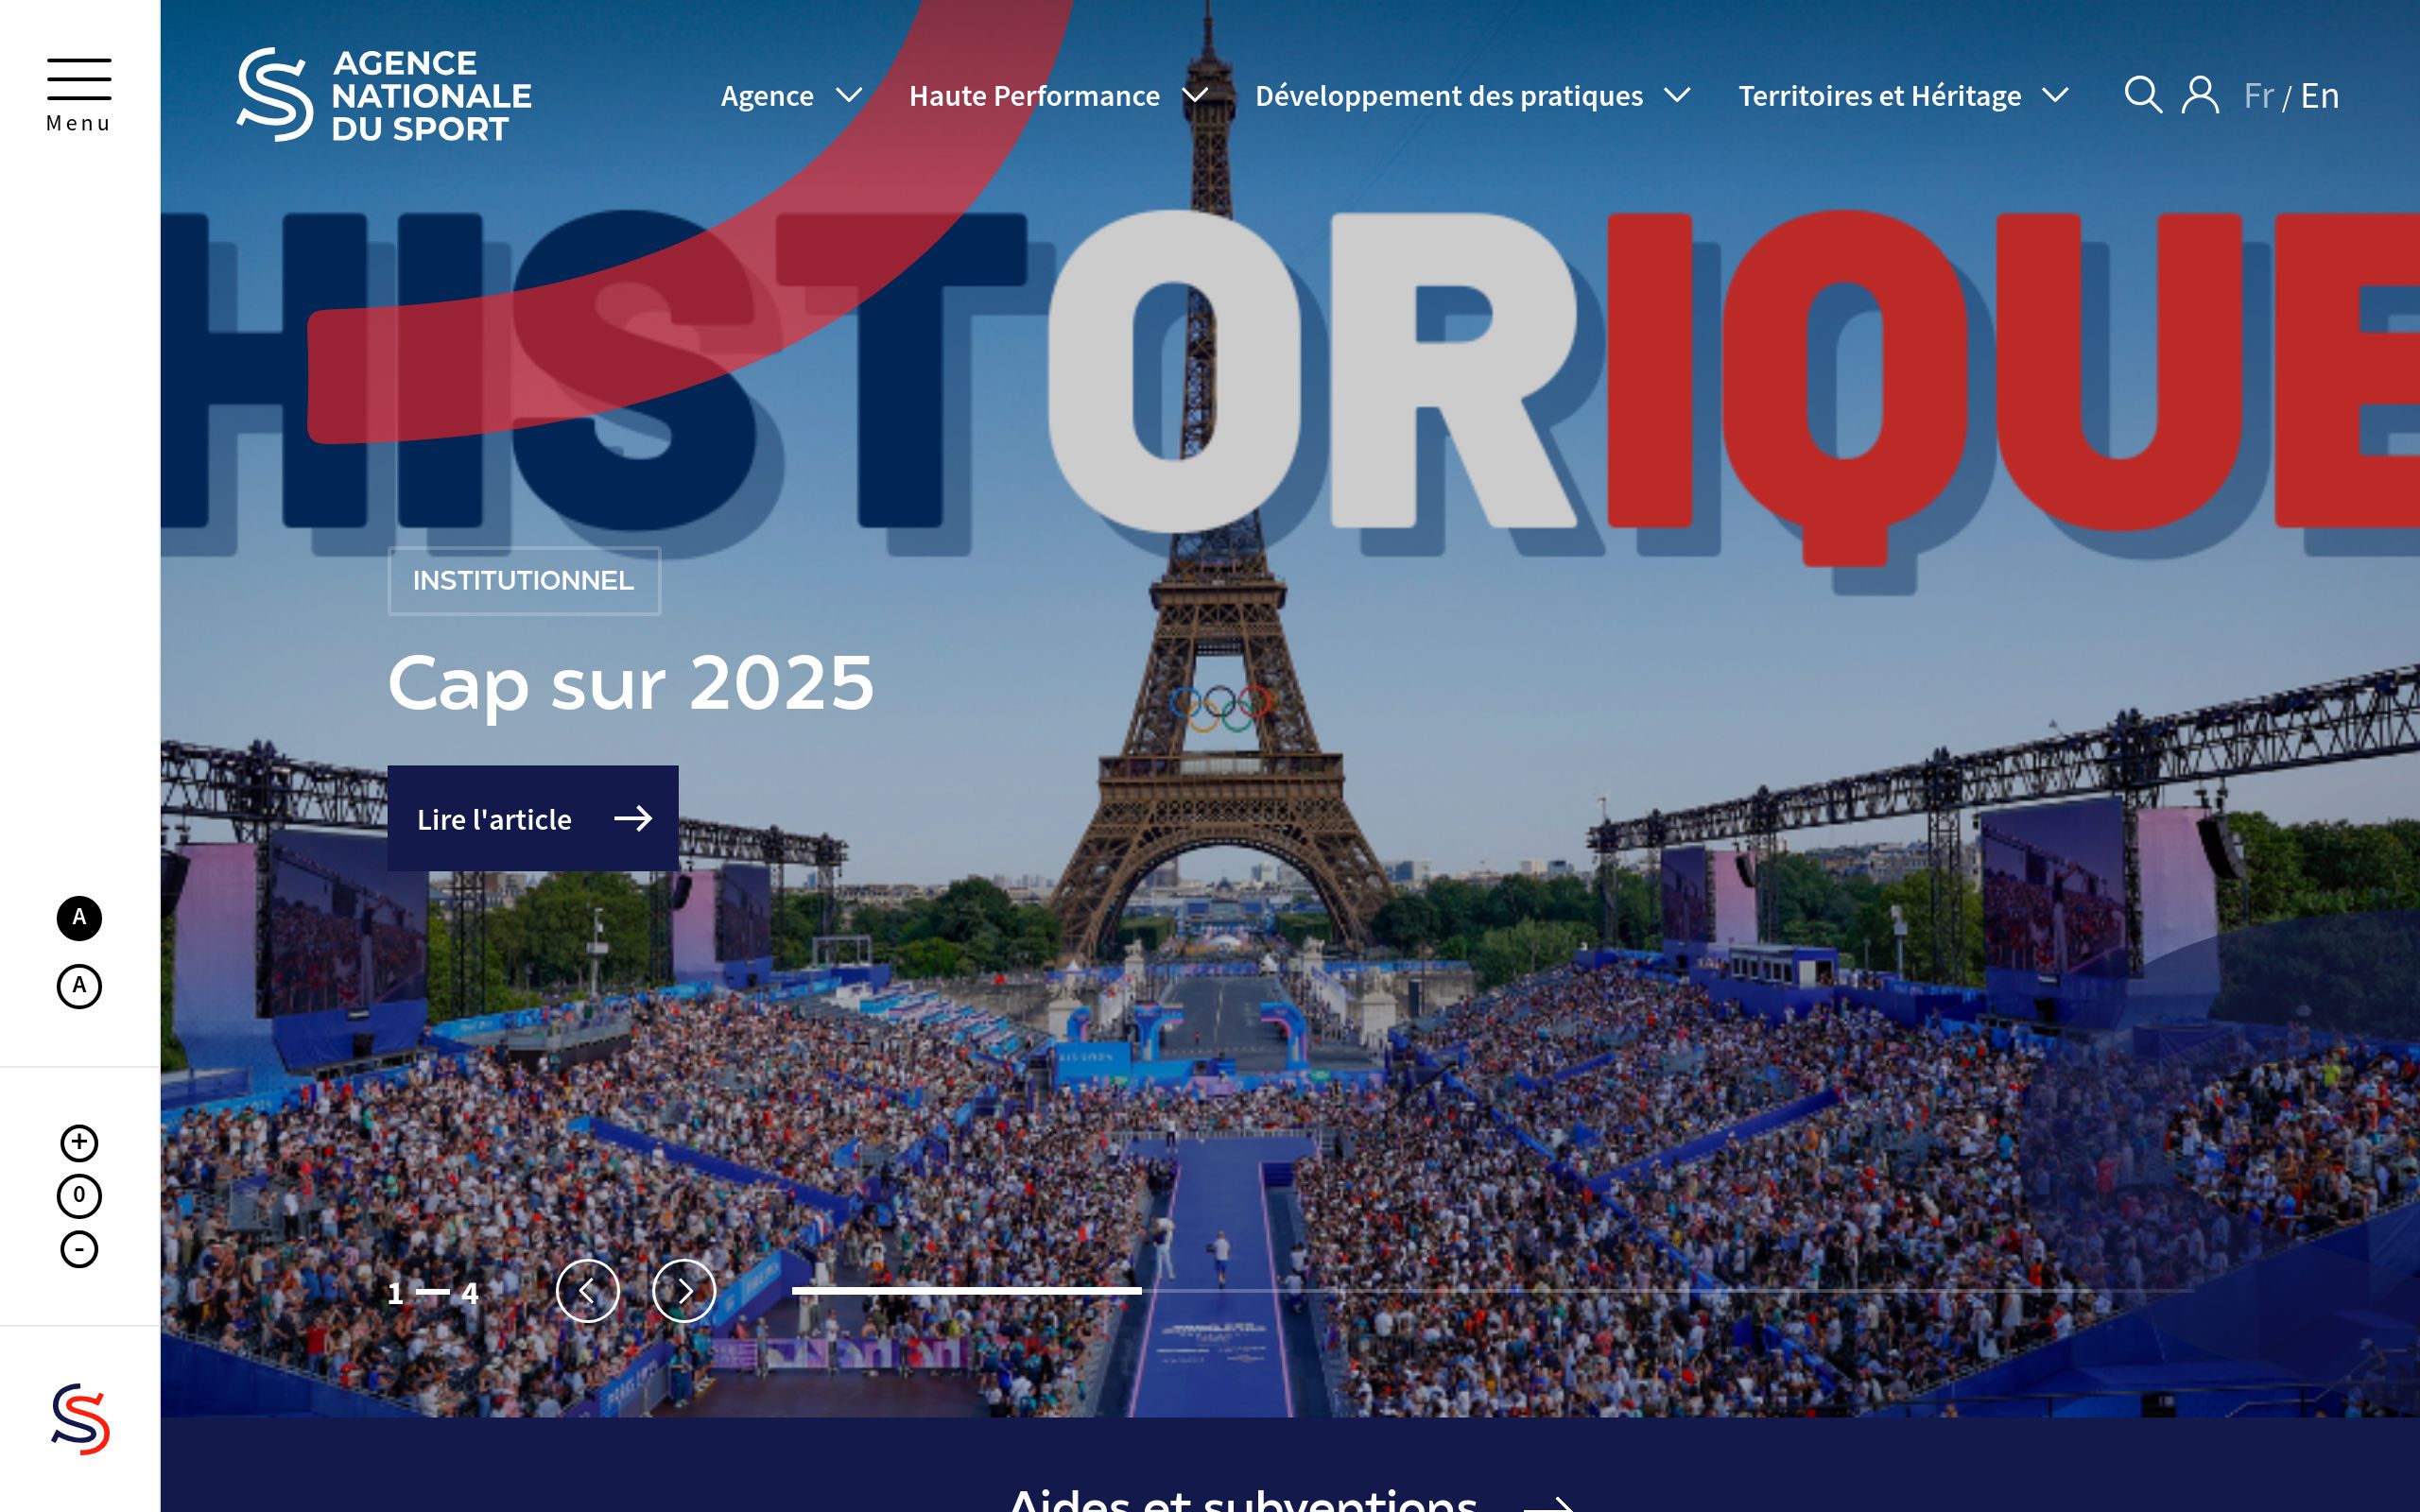 Menu
AGENCE
NATIONALE
DU SPORT
Agence
Haute Performance
Développement des pratiques
Territoires et Héritage
Fr / En
HISTORIQUE
INSTITUTIONNEL
Cap sur 2025
Lire l'article
A
A
+
0
-
1 — 4
Aides et subventions